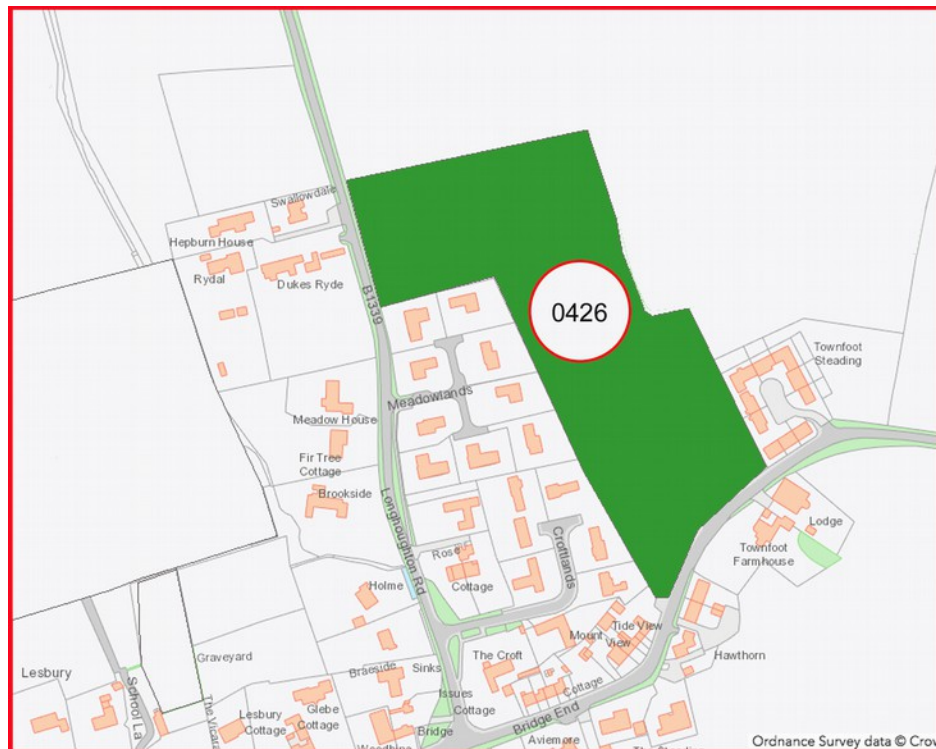 Swallowdale
Hepburn House
Rydal
Dukes Ryde
B1339
0426
Townfoot
Steading
Meadowlands
Meadow House
Fir Tree
Cottage
Brookside
Longhoughton Rd
Lodge
Townfoot
Farmhouse
Croftlands
Rose
Cottage
Holme
Tide View
Mount
View
Hawthorn
Graveyard
Lesbury
School La
The Vicara
Braeside
Sinks
The Croft
Issues
Cottage
Cottage
Bridge End
Glebe
Cottage
Lesbury
Cottage
Bridge
Aviemore
Ordnance Survey data © Crow